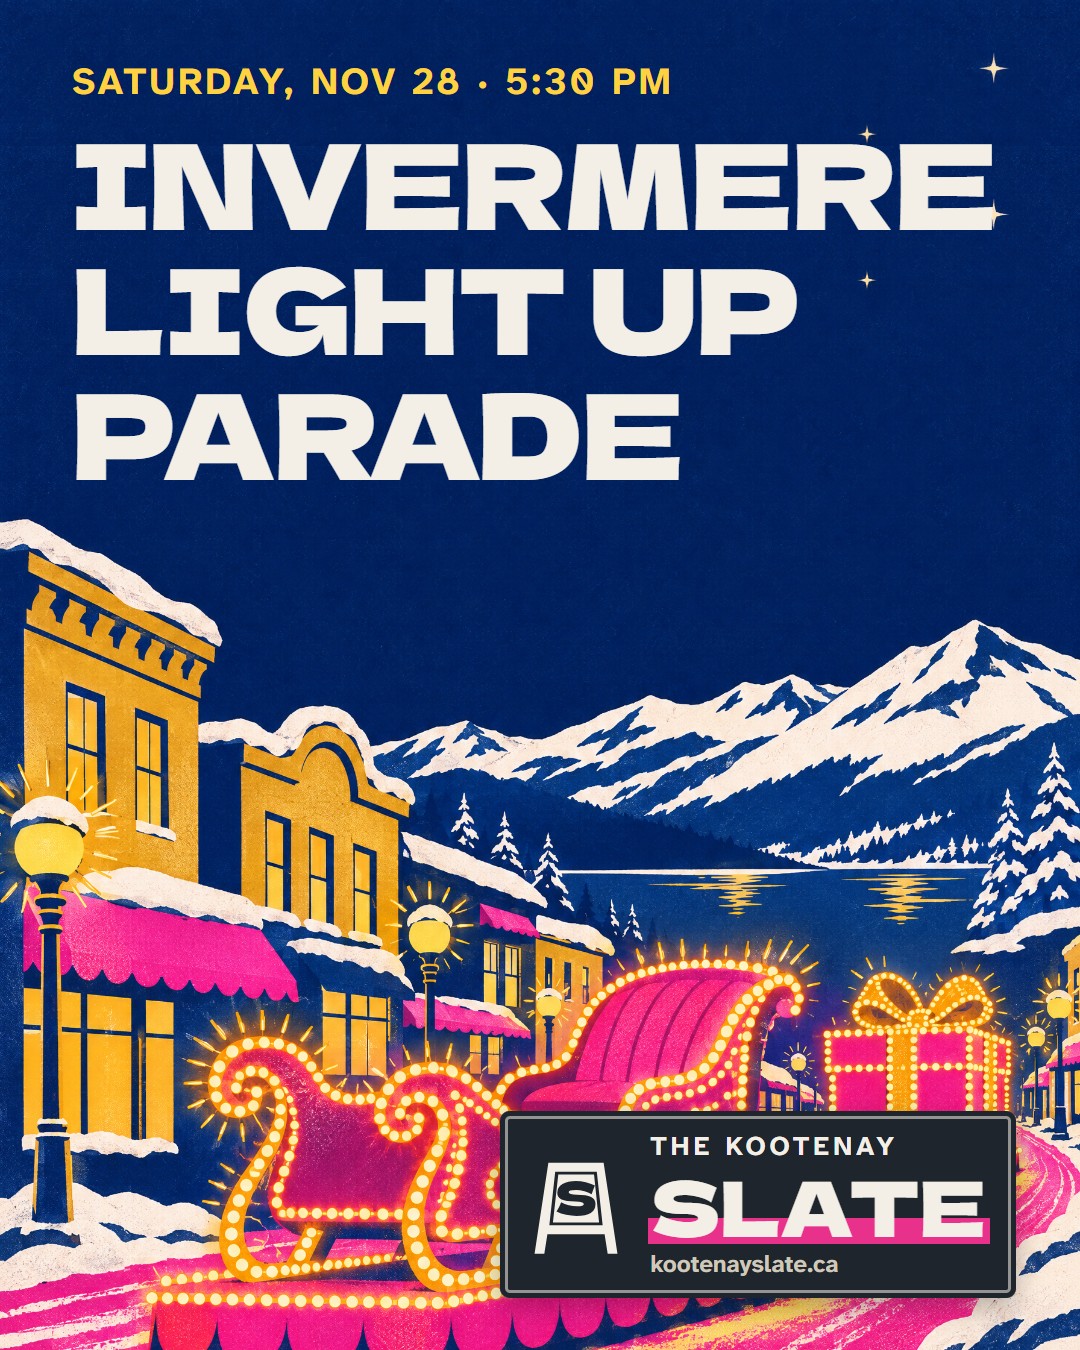 SATURDAY, NOV 28 · 5:30 PM
INVERMERE
LIGHT UP
PARADE
THE KOOTENAY
S
SLATE
kootenayslate.ca